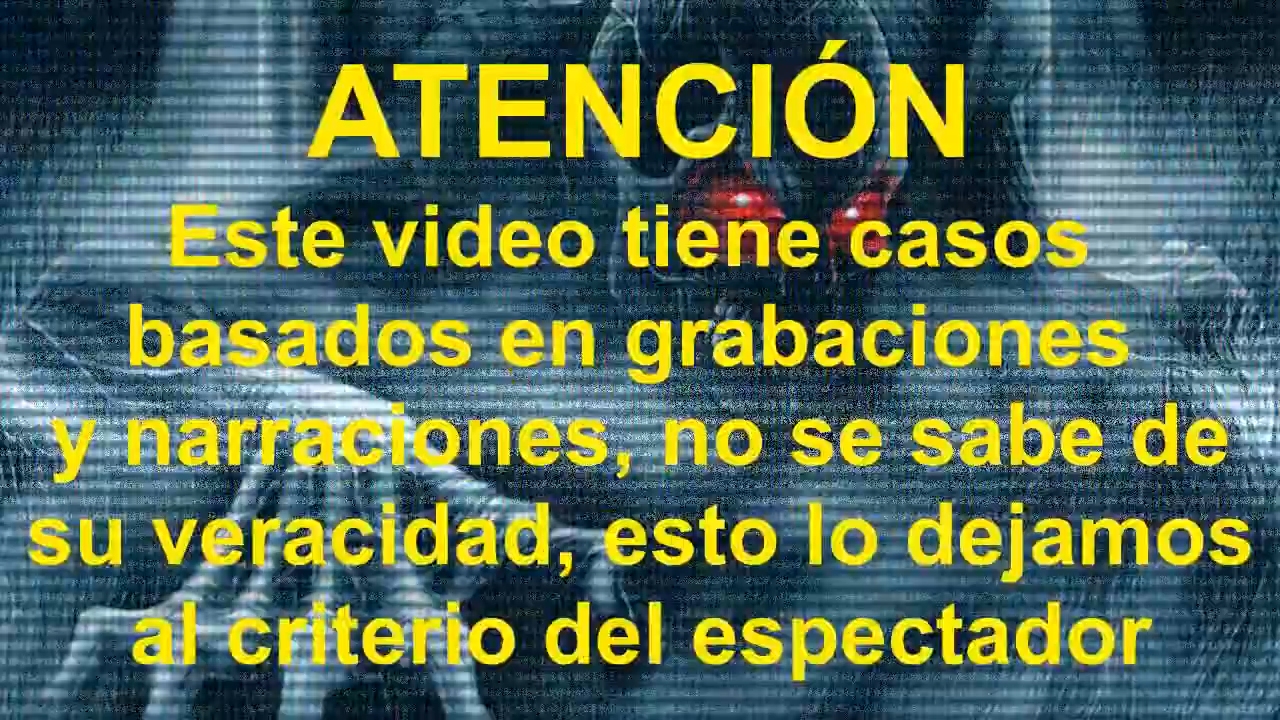 ATENCIÓN
Este video tiene casos
basados en grabaciones
y narraciones, no se sabe de
su veracidad, esto lo dejamos
al criterio del espectador